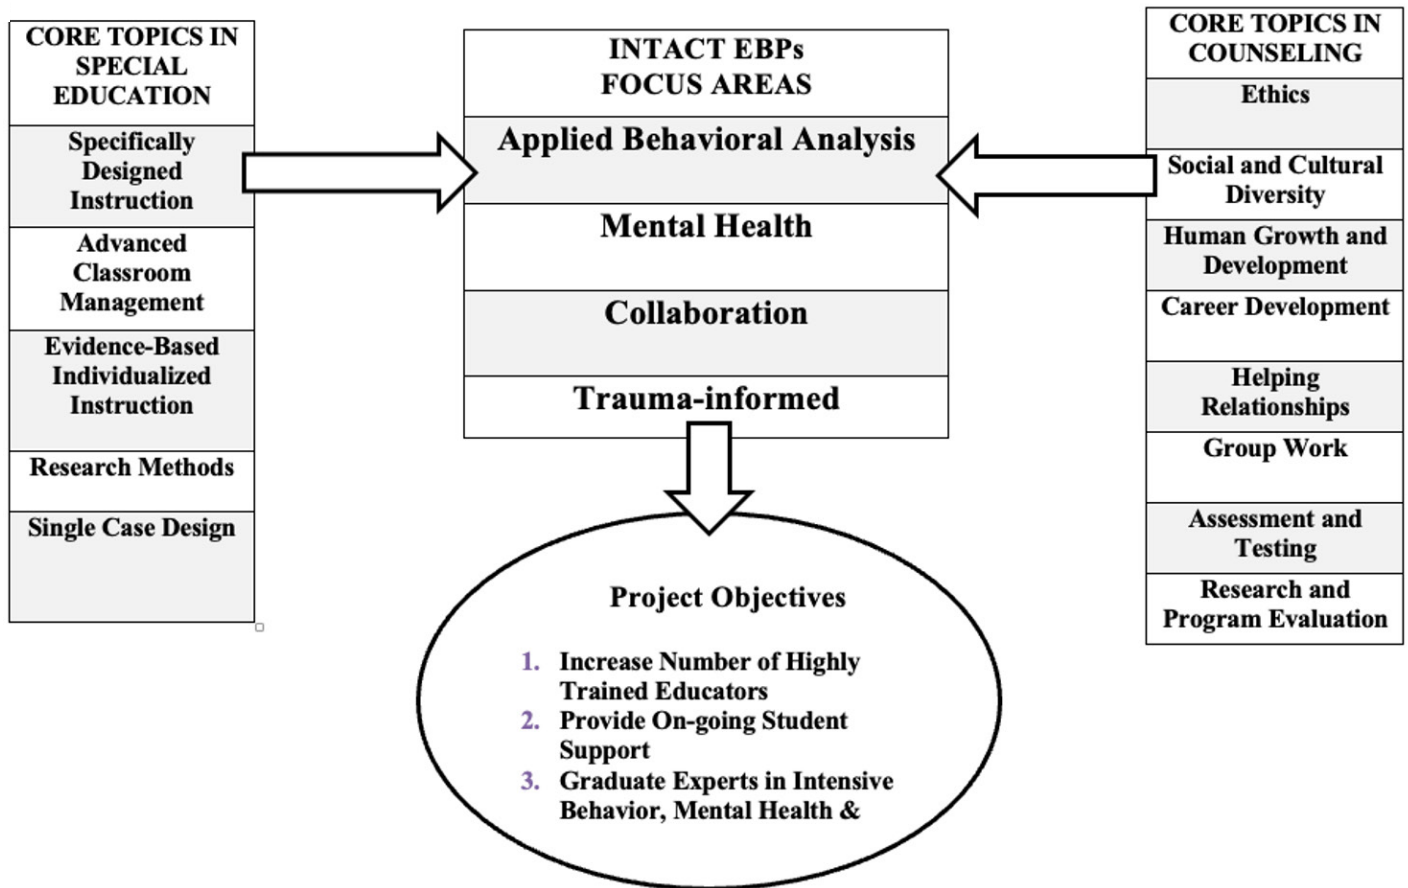 CORE TOPICS IN
SPECIAL
EDUCATION
Specifically
Designed
Instruction
Advanced
Classroom
Management
Evidence-Based
Individualized
Instruction
Research Methods
Single Case Design
INTACT EBPs
FOCUS AREAS
Applied Behavioral Analysis
Mental Health
Collaboration
Trauma-informed
CORE TOPICS IN
COUNSELING
Ethics
Social and Cultural
Diversity
Human Growth and
Development
Career Development
Helping
Relationships
Group Work
Assessment and
Testing
Research and
Program Evaluation
Project Objectives
1. Increase Number of Highly
Trained Educators
2. Provide On-going Student
Support
3. Graduate Experts in Intensive
Behavior, Mental Health &